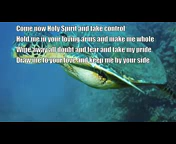 Come now Holy Spirit and take control
Hold me in your loving arms and make me whole
Wipe away all doubt and fear and take my pride
Draw me to your love and keep me by your side